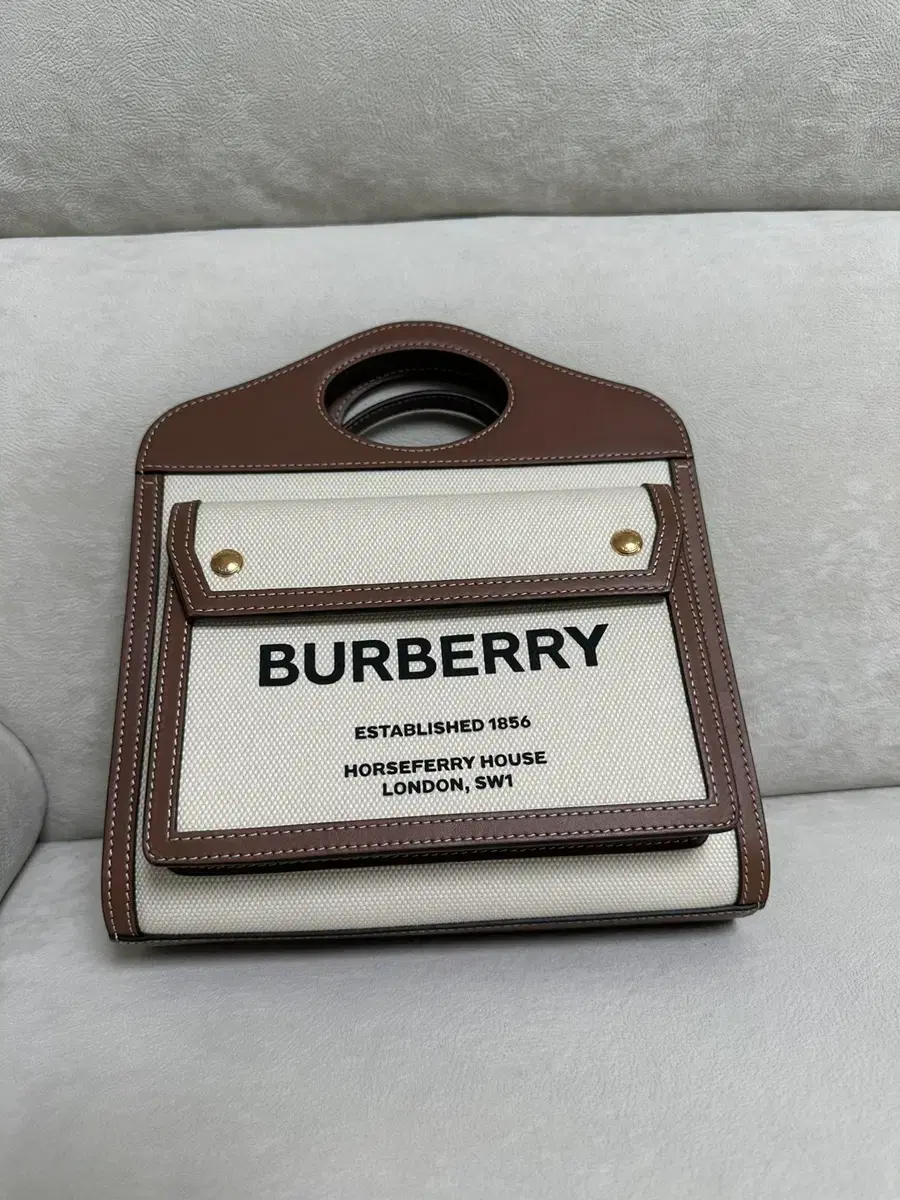 BURBERRY
ESTABLISHED 1856
HORSEFERRY HOUSE
LONDON, SW1